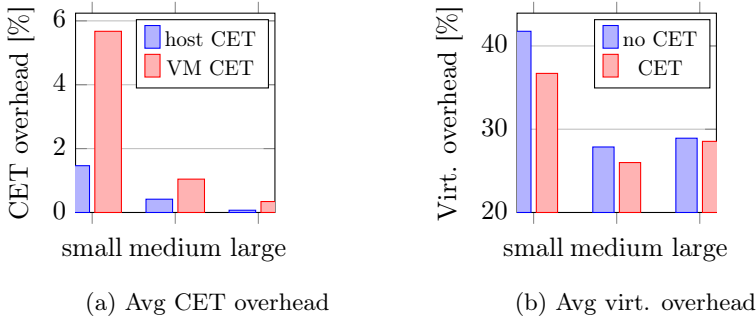 CET overhead [%]
6
4
2
0
host CET
VM CET
small medium large
(a) Avg CET overhead
Virt. overhead [%]
40
30
20
no CET
CET
small medium large
(b) Avg virt. overhead